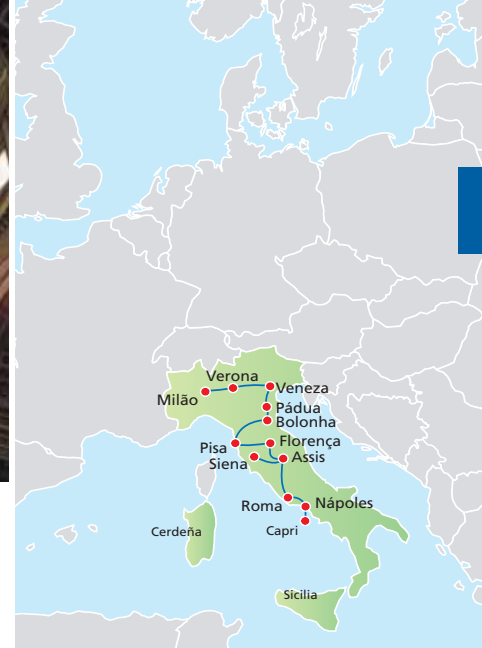 Verona
Veneza
Milão
Pádua
Bolonha
Florença
Pisa
Assis
Siena
Roma
Nápoles
Capri
Cerdeña
Sicilia